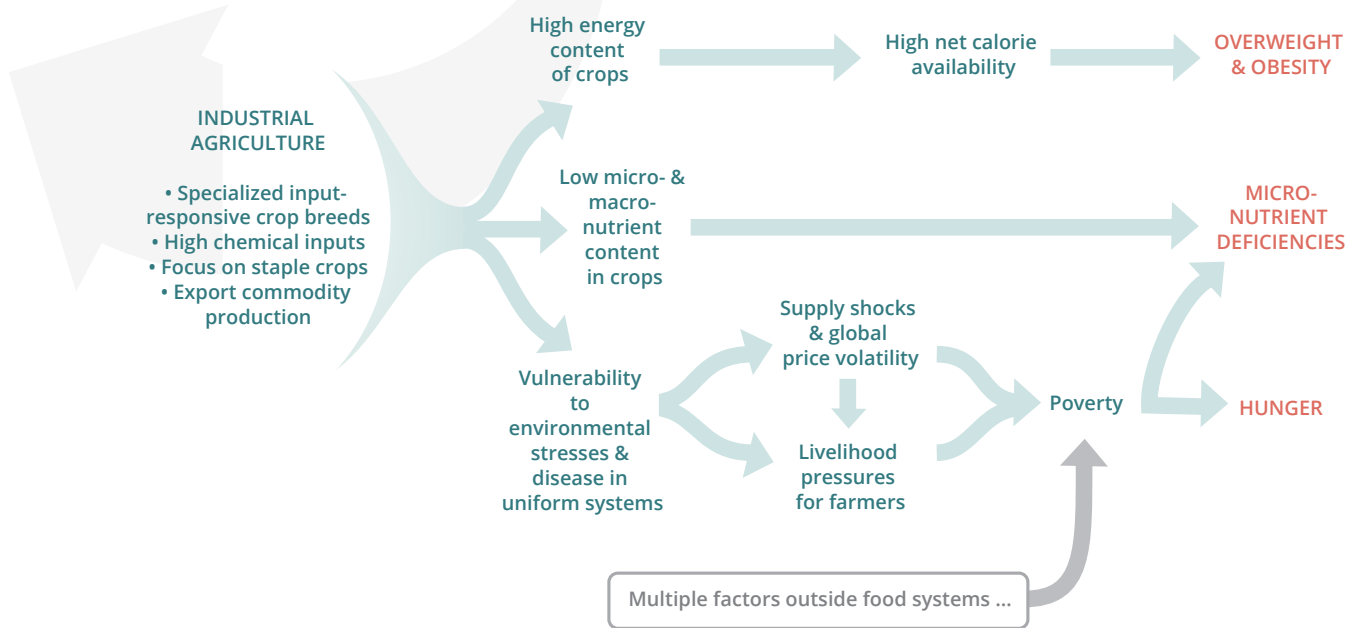 INDUSTRIAL
AGRICULTURE
• Specialized input-
responsive crop breeds
• High chemical inputs
• Focus on staple crops
• Export commodity
production
High energy
content
of crops
High net calorie
availability
OVERWEIGHT
& OBESITY
Low micro- &
macro-
nutrient
content
in crops
MICRO-
NUTRIENT
DEFICIENCIES
Vulnerability
to
environmental
stresses &
disease in
uniform systems
Supply shocks
& global
price volatility
Livelihood
pressures
for farmers
Poverty
HUNGER
Multiple factors outside food systems ...